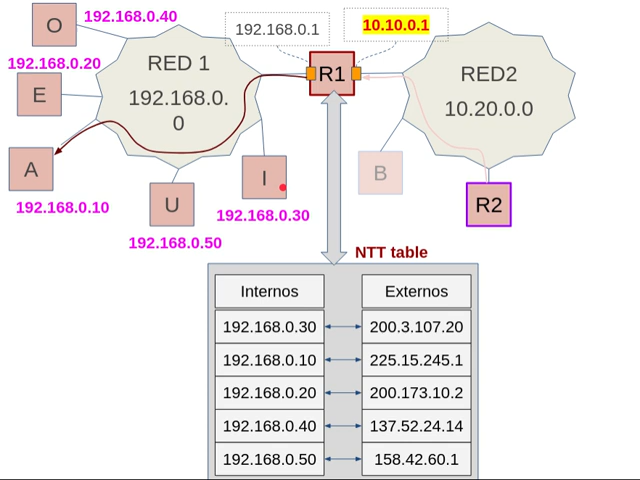 O
192.168.0.40
192.168.0.1
10.10.0.1
192.168.0.20
RED 1
R1
RED2
E
192.168.0.
0
10.20.0.0
A
I
B
192.168.0.10
U
192.168.0.30
R2
192.168.0.50
NTT table
Internos
Externos
192.168.0.30
200.3.107.20
192.168.0.10
225.15.245.1
192.168.0.20
200.173.10.2
192.168.0.40
137.52.24.14
192.168.0.50
158.42.60.1